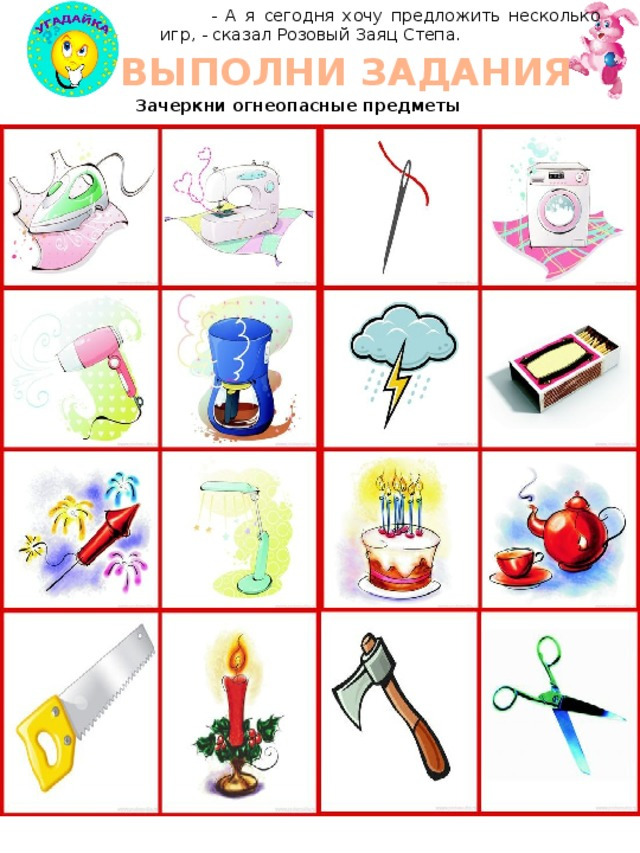 - А я сегодня хочу предложить несколько
игр, - сказал Розовый Заяц Степа.
УГАДАЙКА
ВЫПОЛНИ ЗАДАНИЯ
Зачеркни огнеопасные предметы